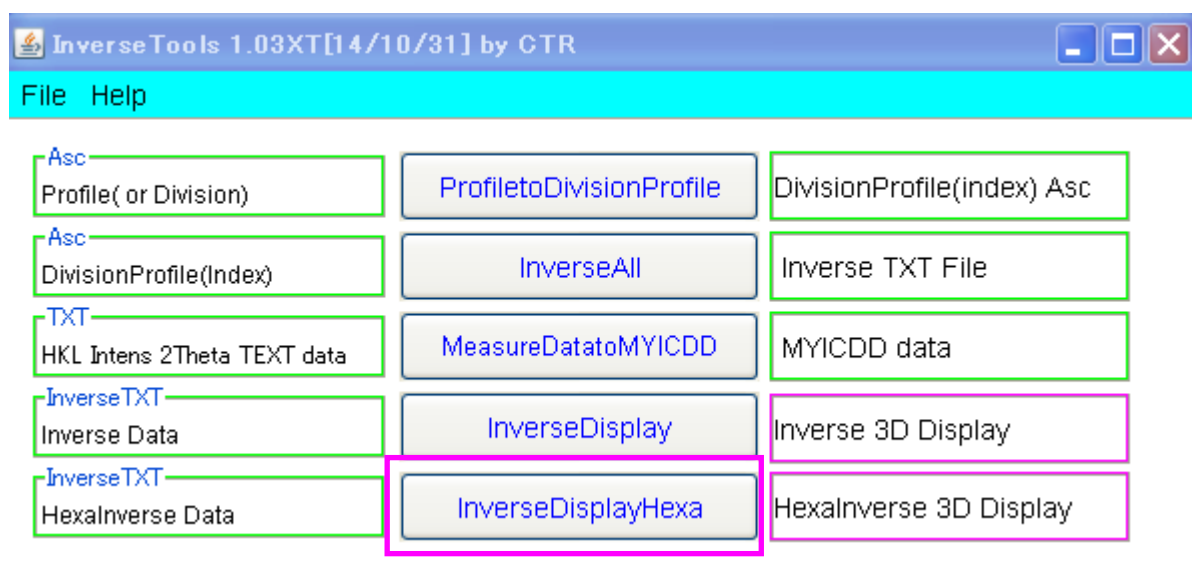 InverseTools 1.03XT[14/10/31] by CTR
File Help
Asc
Profile( or Division)
ProfiletoDivisionProfile
DivisionProfile(index) Asc
Asc
DivisionProfile(Index)
InverseAll
Inverse TXT File
TXT
HKL Intens 2Theta TEXT data
MeasureDatatoMYICDD
MYICDD data
InverseTXT
Inverse Data
InverseDisplay
Inverse 3D Display
InverseTXT
HexaInverse Data
InverseDisplayHexa
HexaInverse 3D Display